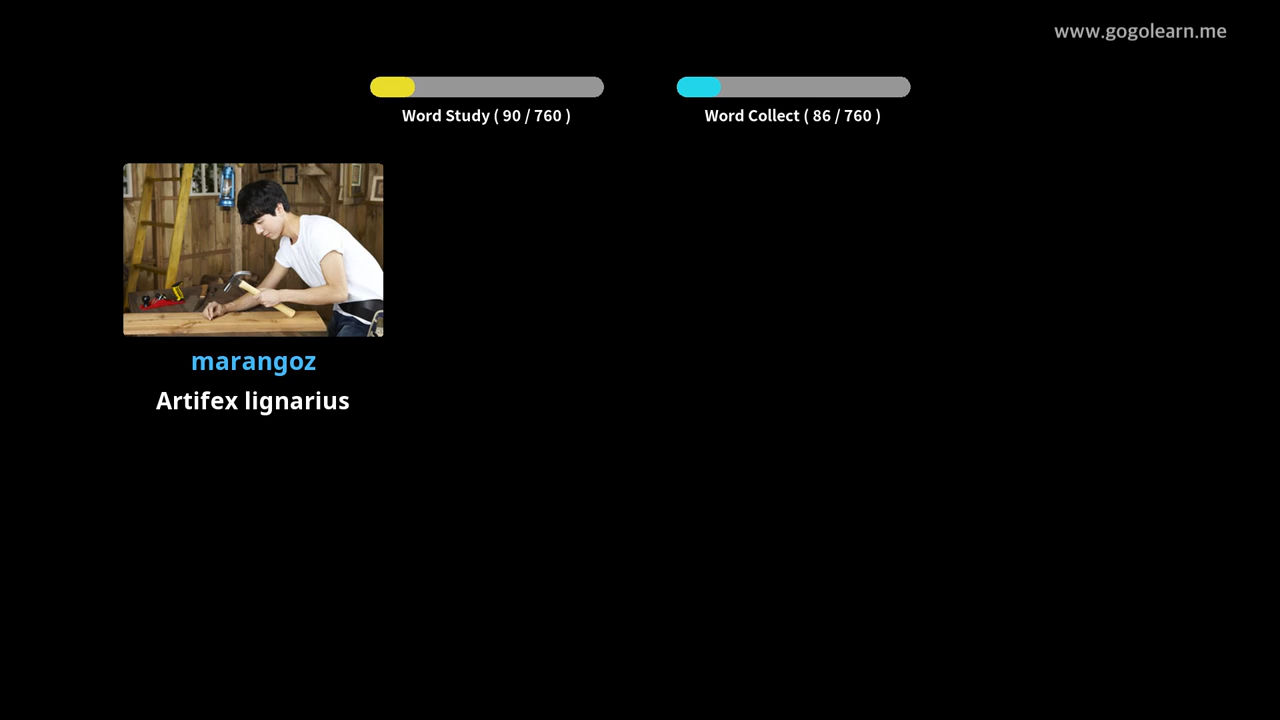 www.gogolearn.me
Word Study ( 90 / 760 )
Word Collect ( 86 / 760 )
marangoz
Artifex lignarius